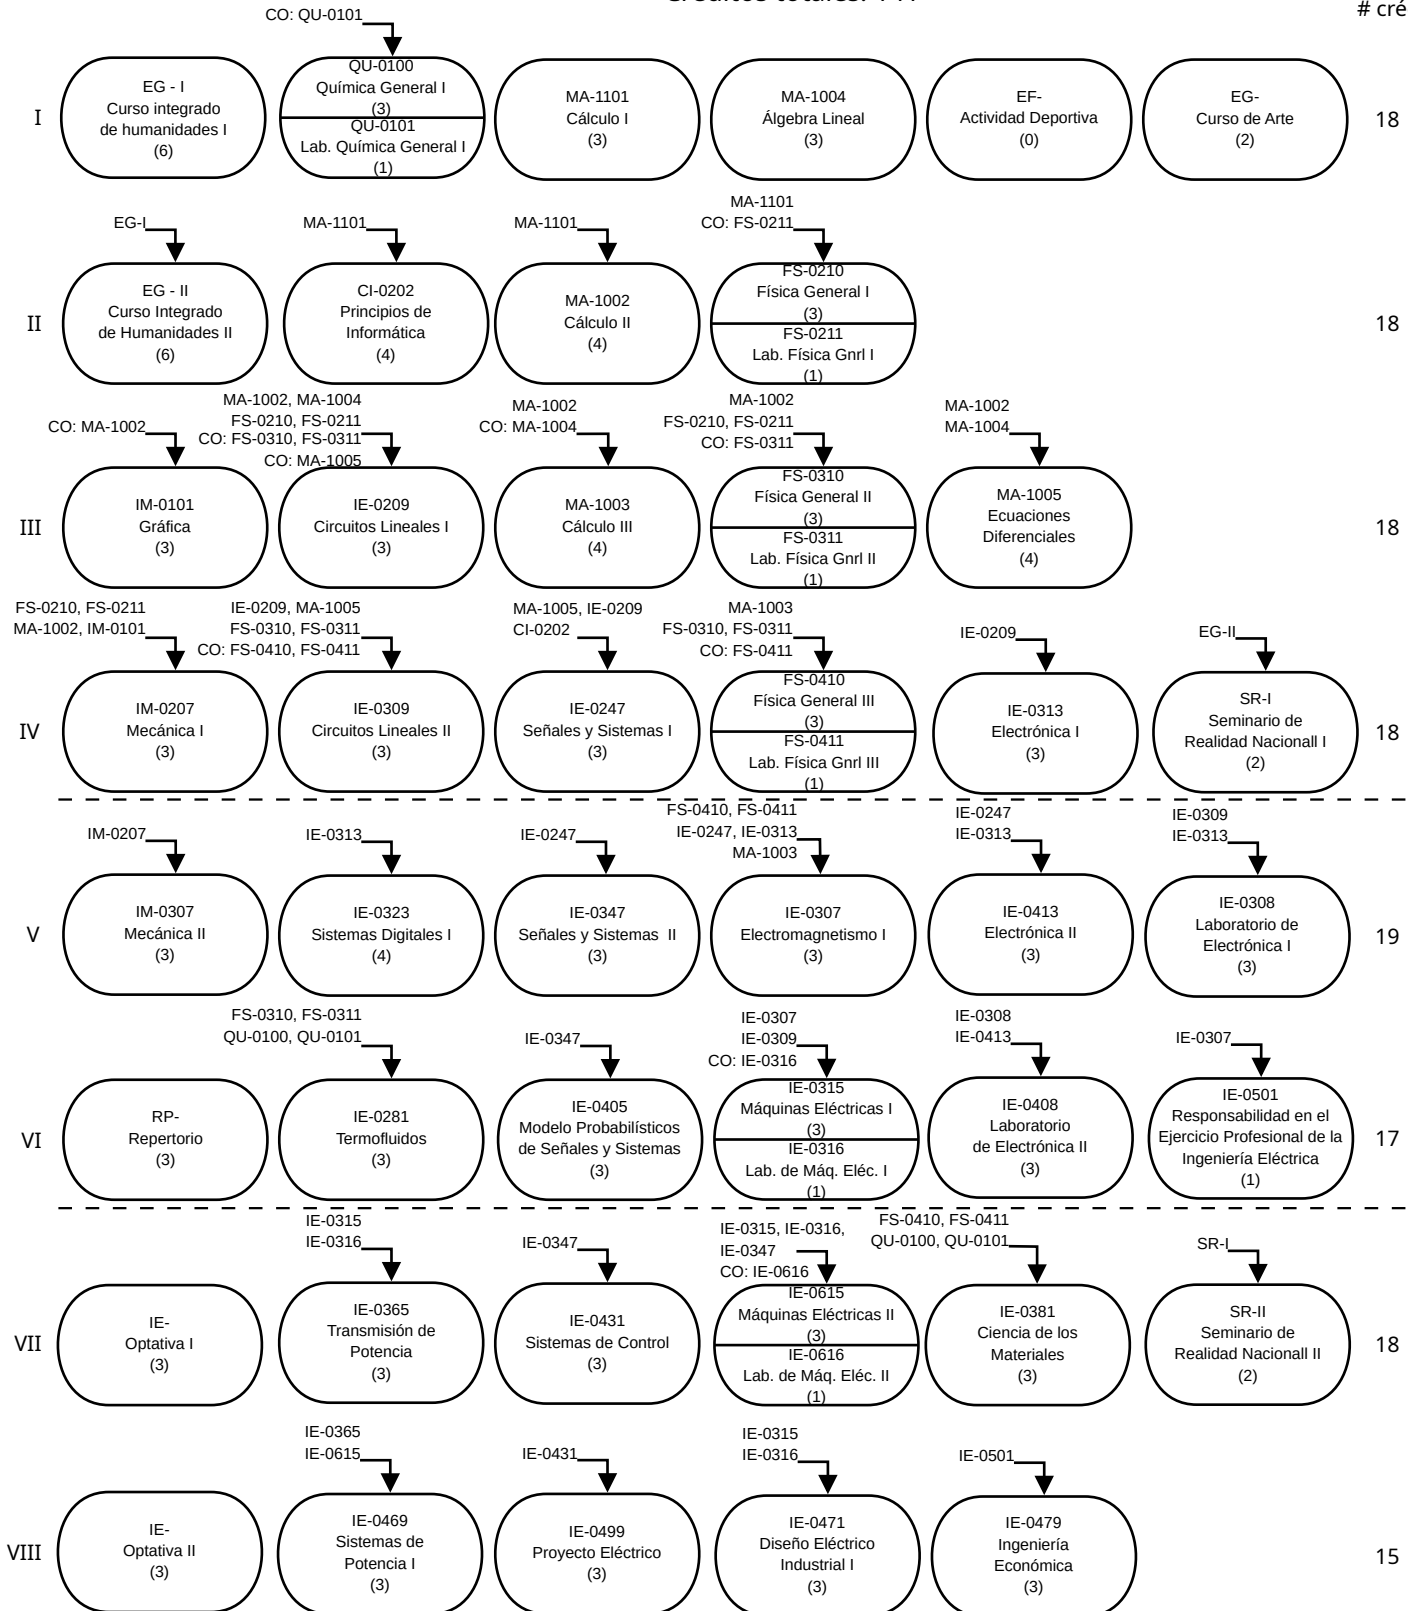 # cré
CO: QU-0101
I
EG - I
Curso integrado
de humanidades I
(6)
QU-0100
Química General I
(3)
QU-0101
Lab. Química General I
(1)
MA-1101
Cálculo I
(3)
MA-1004
Álgebra Lineal
(3)
EF-
Actividad Deportiva
(0)
EG-
Curso de Arte
(2)
18
EG-I
MA-1101
MA-1101
MA-1101
CO: FS-0211
II
EG - II
Curso Integrado
de Humanidades II
(6)
CI-0202
Principios de
Informática
(4)
MA-1002
Cálculo II
(4)
FS-0210
Física General I
(3)
FS-0211
Lab. Física Gnrl I
(1)
18
CO: MA-1002
MA-1002, MA-1004
FS-0210, FS-0211
CO: FS-0310, FS-0311
CO: MA-1005
MA-1002
CO: MA-1004
MA-1002
FS-0210, FS-0211
CO: FS-0311
MA-1002
MA-1004
III
IM-0101
Gráfica
(3)
IE-0209
Circuitos Lineales I
(3)
MA-1003
Cálculo III
(4)
FS-0310
Física General II
(3)
FS-0311
Lab. Física Gnrl II
(1)
MA-1005
Ecuaciones
Diferenciales
(4)
18
FS-0210, FS-0211
MA-1002, IM-0101
IE-0209, MA-1005
FS-0310, FS-0311
CO: FS-0410, FS-0411
MA-1005, IE-0209
CI-0202
MA-1003
FS-0310, FS-0311
CO: FS-0411
IE-0209
EG-II
IV
IM-0207
Mecánica I
(3)
IE-0309
Circuitos Lineales II
(3)
IE-0247
Señales y Sistemas I
(3)
FS-0410
Física General III
(3)
FS-0411
Lab. Física Gnrl III
(1)
IE-0313
Electrónica I
(3)
SR-I
Seminario de
Realidad Nacionall I
(2)
18
IM-0207
IE-0313
IE-0247
FS-0410, FS-0411
IE-0247, IE-0313
MA-1003
IE-0247
IE-0313
IE-0309
IE-0313
V
IM-0307
Mecánica II
(3)
IE-0323
Sistemas Digitales I
(4)
IE-0347
Señales y Sistemas II
(3)
IE-0307
Electromagnetismo I
(3)
IE-0413
Electrónica II
(3)
IE-0308
Laboratorio de
Electrónica I
(3)
19
FS-0310, FS-0311
QU-0100, QU-0101
IE-0347
IE-0307
IE-0309
CO: IE-0316
IE-0308
IE-0413
IE-0307
VI
RP-
Repertorio
(3)
IE-0281
Termofluidos
(3)
IE-0405
Modelo Probabilísticos
de Señales y Sistemas
(3)
IE-0315
Máquinas Eléctricas I
(3)
IE-0316
Lab. de Máq. Eléc. I
(1)
IE-0408
Laboratorio
de Electrónica II
(3)
IE-0501
Responsabilidad en el
Ejercicio Profesional de la
Ingeniería Eléctrica
(1)
17
IE-0315
IE-0316
IE-0347
IE-0315, IE-0316,
IE-0347
CO: IE-0616
FS-0410, FS-0411
QU-0100, QU-0101
SR-I
VII
IE-
Optativa I
(3)
IE-0365
Transmisión de
Potencia
(3)
IE-0431
Sistemas de Control
(3)
IE-0615
Máquinas Eléctricas II
(3)
IE-0616
Lab. de Máq. Eléc. II
(1)
IE-0381
Ciencia de los
Materiales
(3)
SR-II
Seminario de
Realidad Nacionall II
(2)
18
IE-0365
IE-0615
IE-0431
IE-0315
IE-0316
IE-0501
VIII
IE-
Optativa II
(3)
IE-0469
Sistemas de
Potencia I
(3)
IE-0499
Proyecto Eléctrico
(3)
IE-0471
Diseño Eléctrico
Industrial I
(3)
IE-0479
Ingeniería
Económica
(3)
15